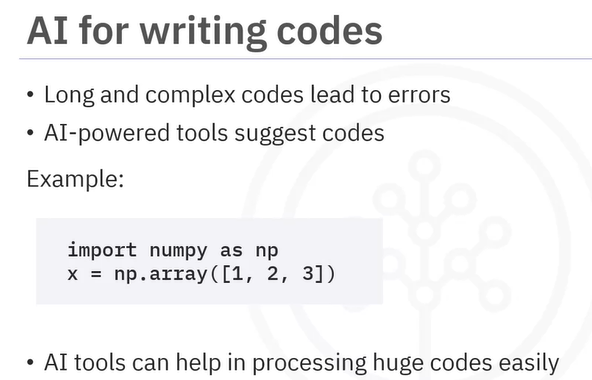 AI for writing codes
• Long and complex codes lead to errors
• AI-powered tools suggest codes
Example:
import numpy as np
x = np.array([1, 2, 3])
• AI tools can help in processing huge codes easily